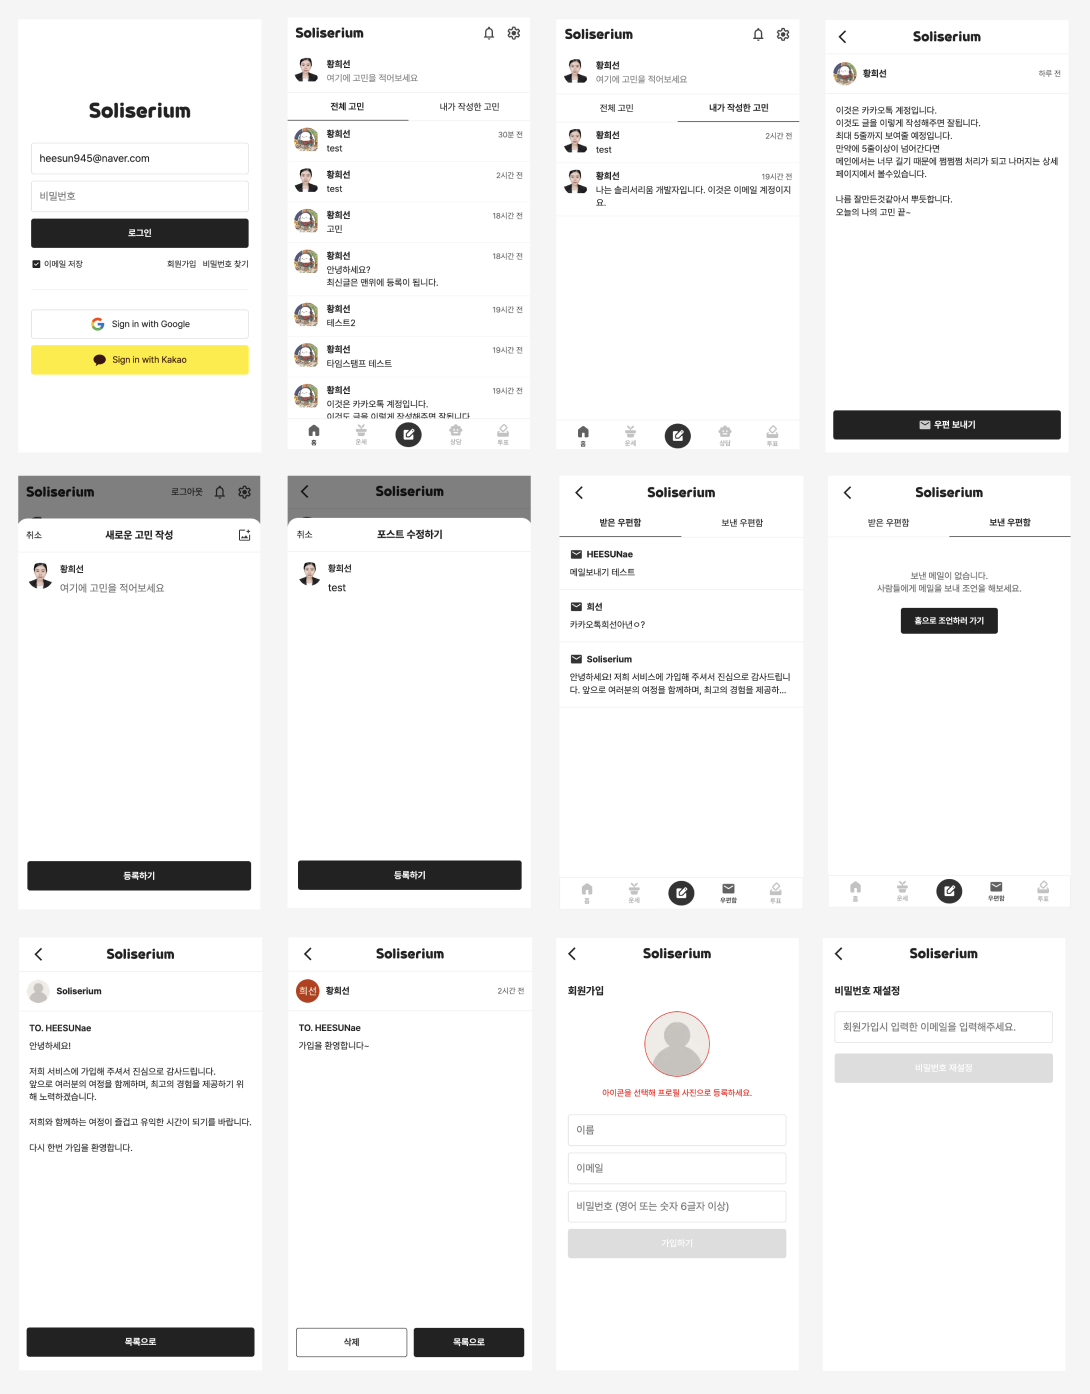 Soliserium
heesun945@naver.com
비밀번호
로그인
이메일 저장
회원가입 비밀번호 찾기
Sign in with Google
Sign in with Kakao
Soliserium
황희선
여기에 고민을 적어보세요
전체 고민
내가 작성한 고민
황희선
30분 전
test
황희선
2시간 전
test
황희선
18시간 전
고민
황희선
18시간 전
안녕하세요?
최신글은 맨위에 등록이 됩니다.
황희선
19시간 전
테스트2
황희선
19시간 전
타임스탬프 테스트
황희선
19시간 전
이것은 카카오톡 계정입니다.
이것도 글을 이렇게 작성해주면 잘됩니다
홈
운세
상담
투표
Soliserium
황희선
여기에 고민을 적어보세요
전체 고민
내가 작성한 고민
황희선
2시간 전
test
황희선
19시간 전
나는 솔리서리움 개발자입니다. 이것은 이메일 계정이지
요.
홈
운세
상담
투표
Soliserium
황희선
하루 전
이것은 카카오톡 계정입니다.
이것도 글을 이렇게 작성해주면 잘됩니다.
최대 5줄까지 보여줄 예정입니다.
만약에 5줄이상이 넘어간다면
메인에서는 너무 길기 때문에 쩜쩜쩜 처리가 되고 나머지는 상세
페이지에서 볼수있습니다.
나름 잘만든것같아서 뿌듯합니다.
오늘의 나의 고민 끝~
우편 보내기
Soliserium
로그아웃
취소
새로운 고민 작성
황희선
여기에 고민을 적어보세요
등록하기
Soliserium
취소
포스트 수정하기
황희선
test
등록하기
Soliserium
받은 우편함
보낸 우편함
HEESUNae
메일보내기 테스트
희선
카카오톡희선아년ㅇ?
Soliserium
안녕하세요! 저희 서비스에 가입해 주셔서 진심으로 감사드립니
다. 앞으로 여러분의 여정을 함께하며, 최고의 경험을 제공하...
홈
운세
우편함
투표
Soliserium
받은 우편함
보낸 우편함
보낸 메일이 없습니다.
사람들에게 메일을 보내 조언을 해보세요.
홈으로 조언하러 가기
홈
운세
우편함
투표
Soliserium
Soliserium
TO. HEESUNae
안녕하세요!
저희 서비스에 가입해 주셔서 진심으로 감사드립니다.
앞으로 여러분의 여정을 함께하며, 최고의 경험을 제공하기 위
해 노력하겠습니다.
저희와 함께하는 여정이 즐겁고 유익한 시간이 되기를 바랍니다.
다시 한번 가입을 환영합니다.
목록으로
Soliserium
희선
황희선
2시간 전
TO. HEESUNae
가입을 환영합니다~
삭제
목록으로
Soliserium
회원가입
아이콘을 선택해 프로필 사진으로 등록하세요.
이름
이메일
비밀번호 (영어 또는 숫자 6글자 이상)
가입하기
Soliserium
비밀번호 재설정
회원가입시 입력한 이메일을 입력해주세요.
비밀번호 재설정